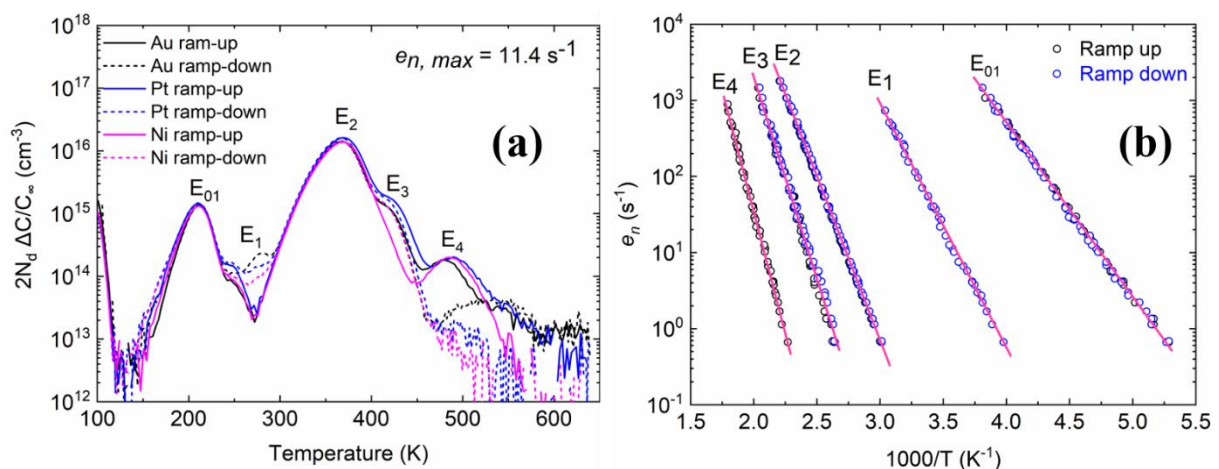 10^18
10^17
10^16
10^15
10^14
10^13
10^12
2N_d ΔC/C_∞ (cm^-3)
Au ram-up
Au ramp-down
Pt ramp-up
Pt ramp-down
Ni ramp-up
Ni ramp-down
e_n, max = 11.4 s^-1
(a)
E_01
E_1
E_2
E_3
E_4
100 200 300 400 500 600
Temperature (K)
10^4
10^3
10^2
10^1
10^0
10^-1
e_n (s^-1)
E_4
E_3
E_2
E_1
E_01
Ramp up
Ramp down
(b)
1.5 2.0 2.5 3.0 3.5 4.0 4.5 5.0 5.5
1000/T (K^-1)